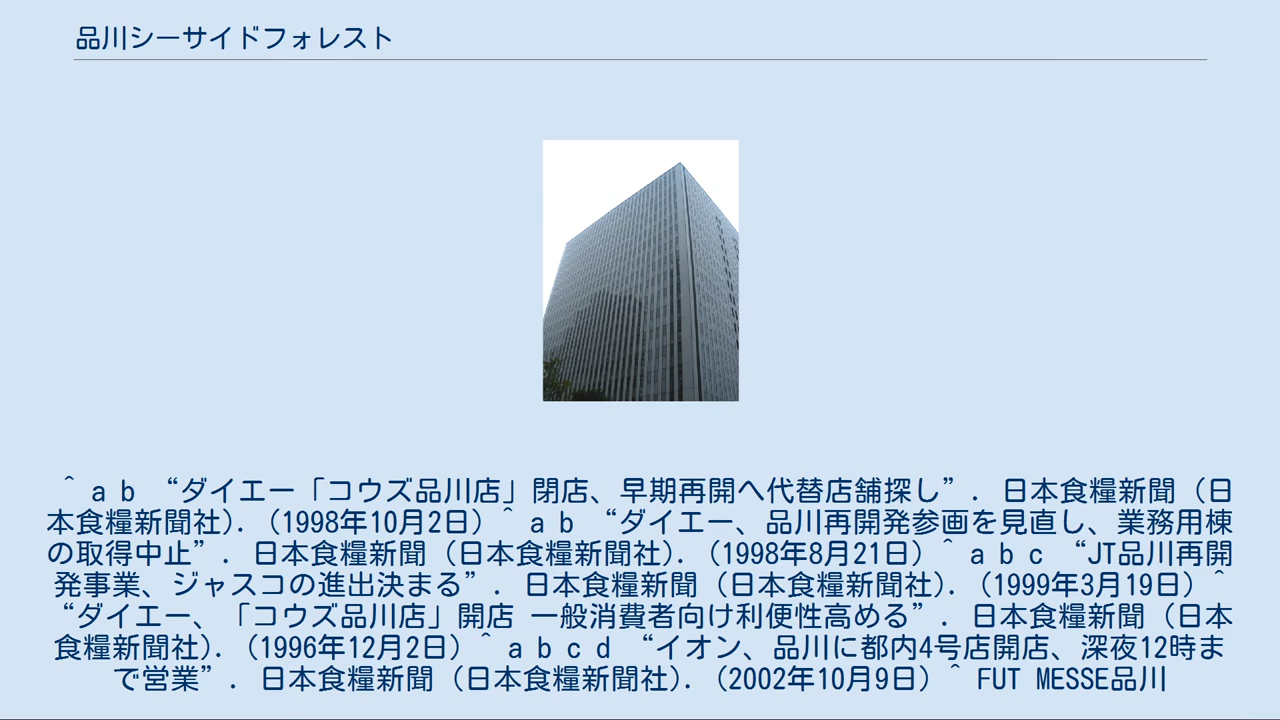 品川シーサイドフォレスト
^ a b “ダイエー「コウズ品川店」閉店、早期再開へ代替店舗探し”. 日本食糧新聞 (日
本食糧新聞社). (1998年10月2日) ^ a b “ダイエー、品川再開発参画を見直し、業務用棟
の取得中止”. 日本食糧新聞 (日本食糧新聞社). (1998年8月21日) ^ a b c “JT品川再開
発事業、ジャスコの進出決まる”. 日本食糧新聞 (日本食糧新聞社). (1999年3月19日) ^
“ダイエー、「コウズ品川店」開店 一般消費者向け利便性高める”. 日本食糧新聞 (日本
食糧新聞社). (1996年12月2日) ^ a b c d “イオン、品川に都内4号店開店、深夜12時ま
で営業”. 日本食糧新聞 (日本食糧新聞社). (2002年10月9日) ^ FUT MESSE品川